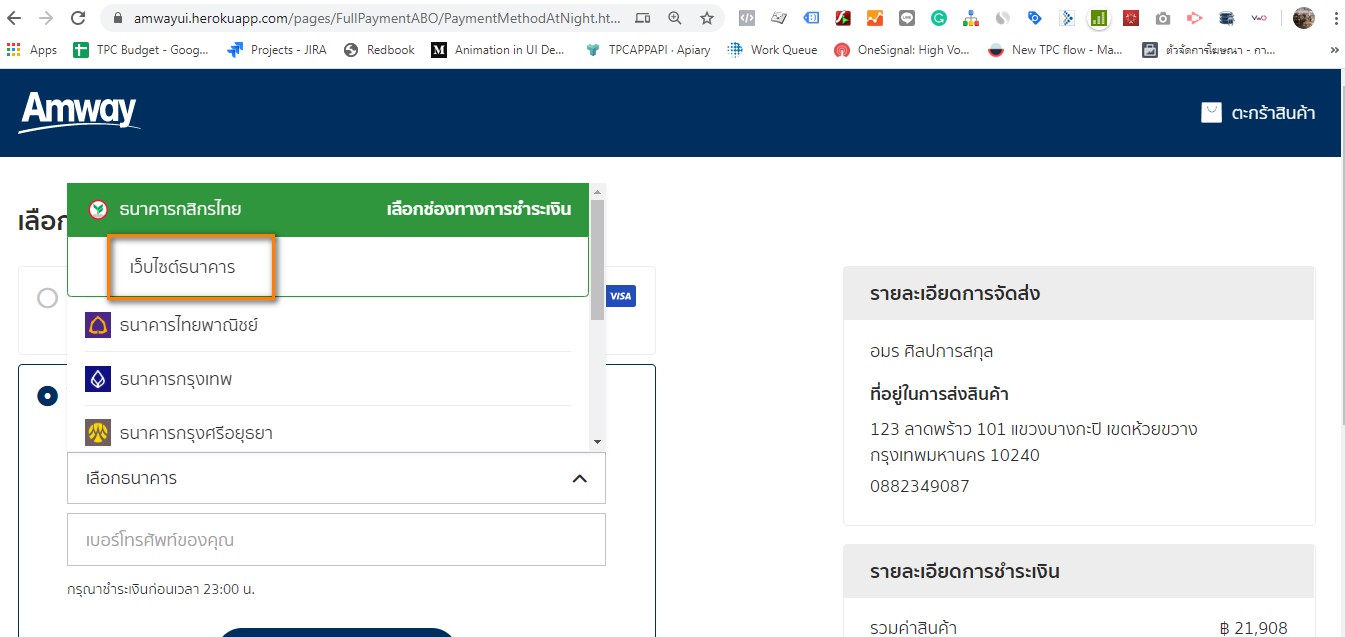 amwayui.herokuapp.com/pages/FullPaymentABO/PaymentMethodAtNight.ht...
Apps TPC Budget - Goog... Projects - JIRA Redbook M Animation in UI De... TPCAPPAPI · Apiary Work Queue OneSignal: High Vo... New TPC flow - Ma... ตัวจัดการโฆษณา - กา... »
Amway
ตะกร้าสินค้า
เลือก
ธนาคารกสิกรไทย เลือกช่องทางการชำระเงิน
เว็บไซต์ธนาคาร
VISA
ธนาคารไทยพาณิชย์
ธนาคารกรุงเทพ
ธนาคารกรุงศรีอยุธยา
เลือกธนาคาร
เบอร์โทรศัพท์ของคุณ
กรุณาชำระเงินก่อนเวลา 23:00 น.
รายละเอียดการจัดส่ง
อมร ศิลปการสกุล
ที่อยู่ในการส่งสินค้า
123 ลาดพร้าว 101 แขวงบางกะปิ เขตห้วยขวาง
กรุงเทพมหานคร 10240
0882349087
รายละเอียดการชำระเงิน
รวมค่าสินค้า ฿ 21,908